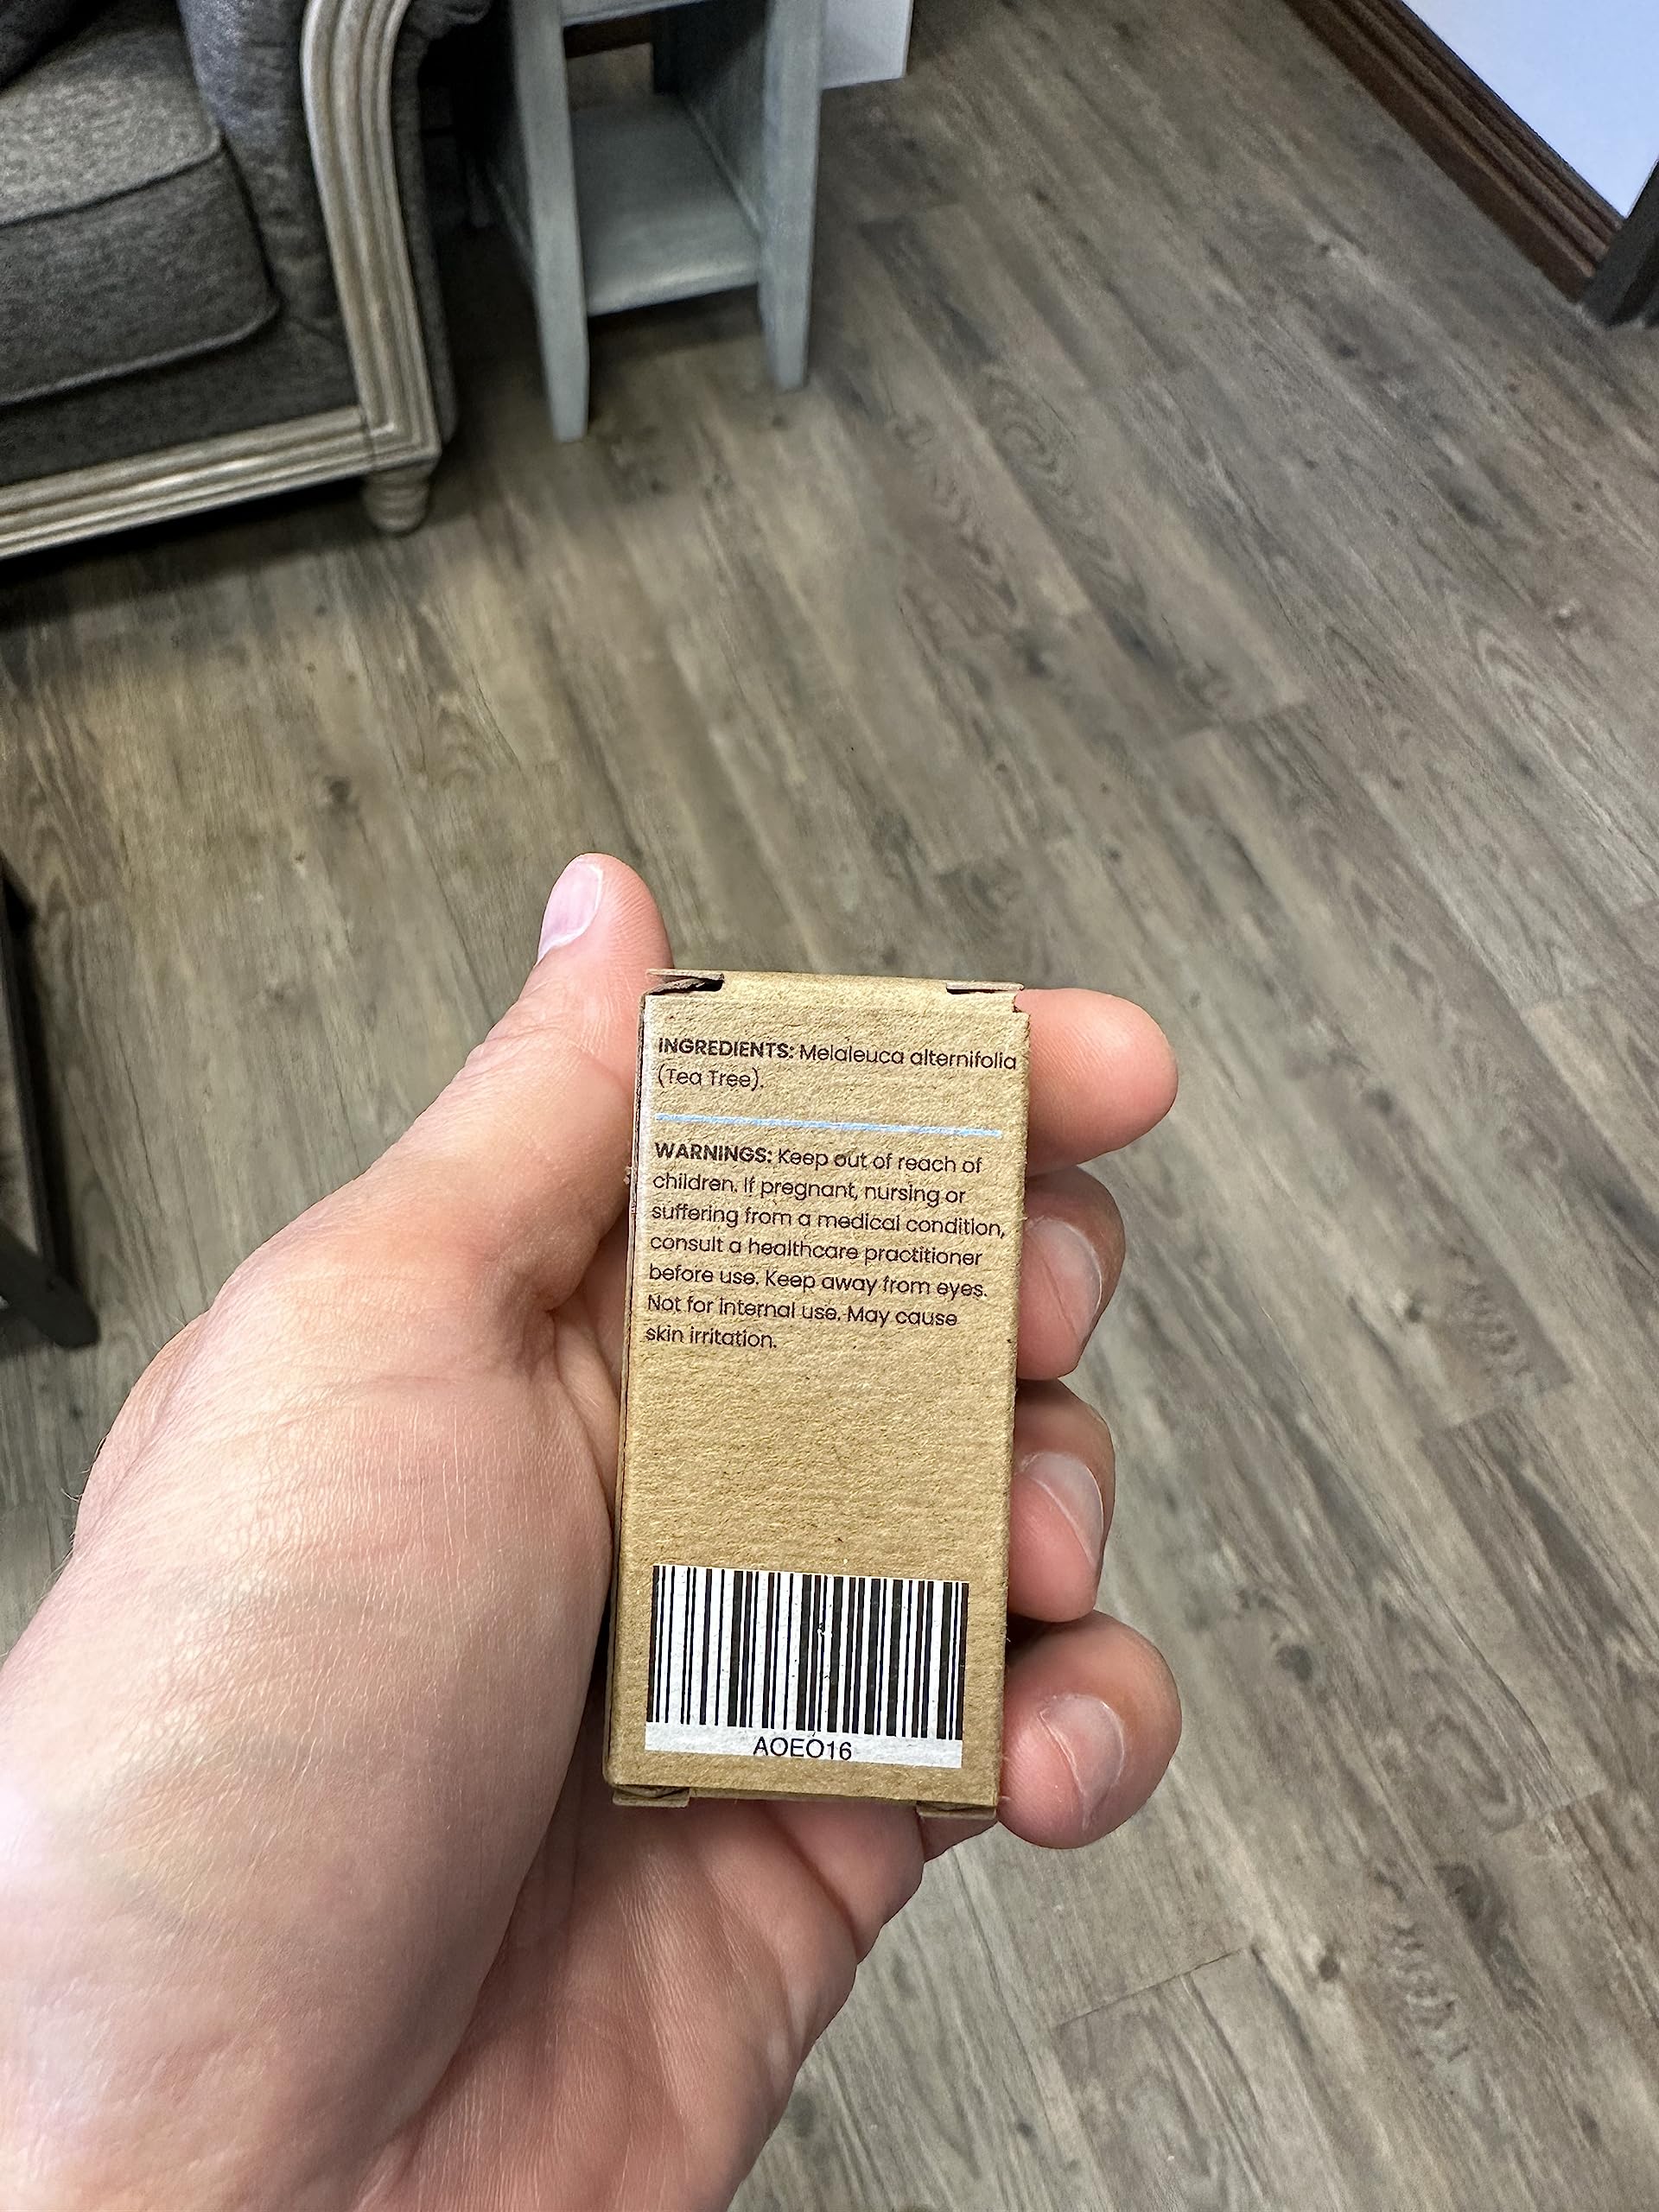 INGREDIENTS: Melaleuca alternifolia
(Tea Tree).
WARNINGS: Keep out of reach of
children. If pregnant, nursing or
suffering from a medical condition,
consult a healthcare practitioner
before use. Keep away from eyes.
Not for internal use. May cause
skin irritation.
AOEO16